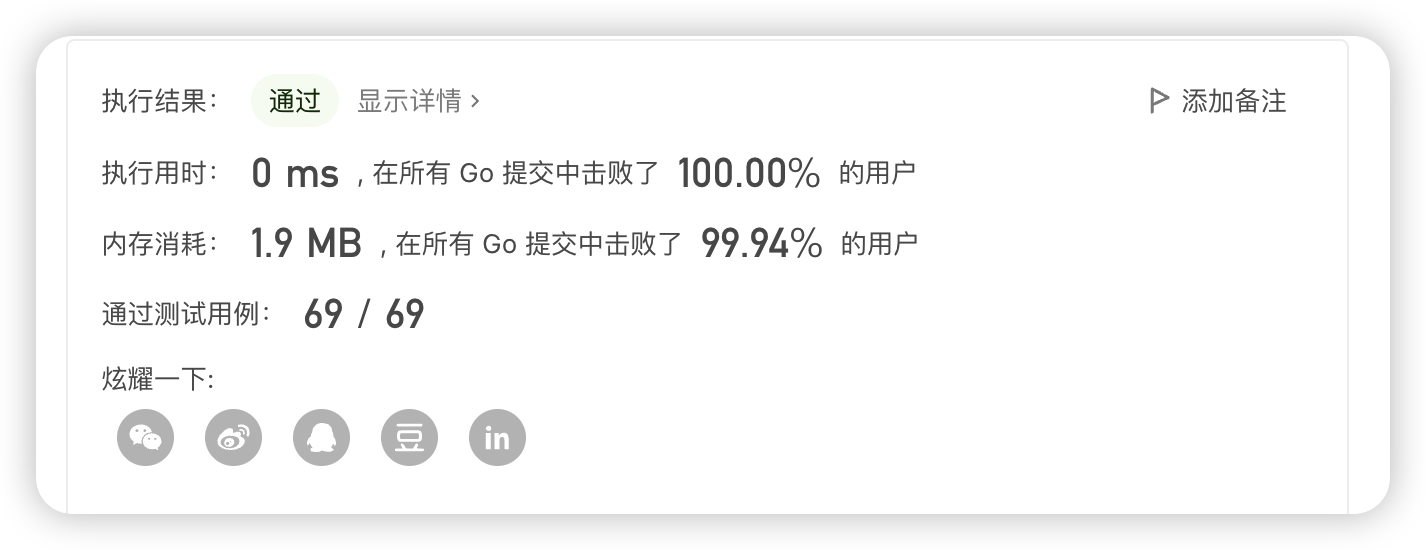 执行结果： 通过 显示详情 › 添加备注
执行用时： 0 ms , 在所有 Go 提交中击败了 100.00% 的用户
内存消耗： 1.9 MB , 在所有 Go 提交中击败了 99.94% 的用户
通过测试用例： 69 / 69
炫耀一下:
豆 in